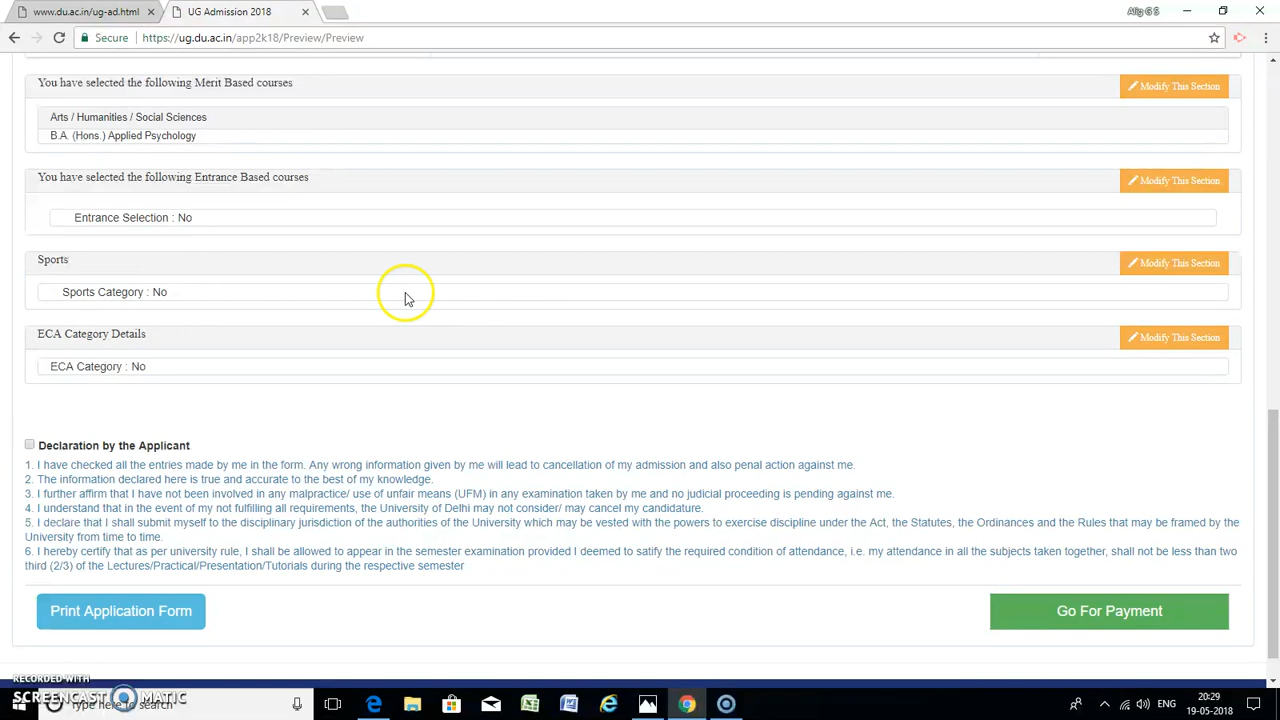 www.du.ac.in/ug-ad.html
UG Admission 2018
Alig G S
Secure
https://ug.du.ac.in/app2k18/Preview/Preview
You have selected the following Merit Based courses
Modify This Section
Arts / Humanities / Social Sciences
B.A. (Hons.) Applied Psychology
You have selected the following Entrance Based courses
Modify This Section
Entrance Selection : No
Sports
Modify This Section
Sports Category : No
ECA Category Details
Modify This Section
ECA Category : No
Declaration by the Applicant
1. I have checked all the entries made by me in the form. Any wrong information given by me will lead to cancellation of my admission and also penal action against me.
2. The information declared here is true and accurate to the best of my knowledge.
3. I further affirm that I have not been involved in any malpractice/ use of unfair means (UFM) in any examination taken by me and no judicial proceeding is pending against me.
4. I understand that in the event of my not fulfilling all requirements, the University of Delhi may not consider/ may cancel my candidature.
5. I declare that I shall submit myself to the disciplinary jurisdiction of the authorities of the University which may be vested with the powers to exercise discipline under the Act, the Statutes, the Ordinances and the Rules that may be framed by the
University from time to time.
6. I hereby certify that as per university rule, I shall be allowed to appear in the semester examination provided I deemed to satify the required condition of attendance, i.e. my attendance in all the subjects taken together, shall not be less than two
third (2/3) of the Lectures/Practical/Presentation/Tutorials during the respective semester
Print Application Form
Go For Payment
RECORDED WITH
SCREENCAST MATIC
Type here to search
ENG
20:29
19-05-2018